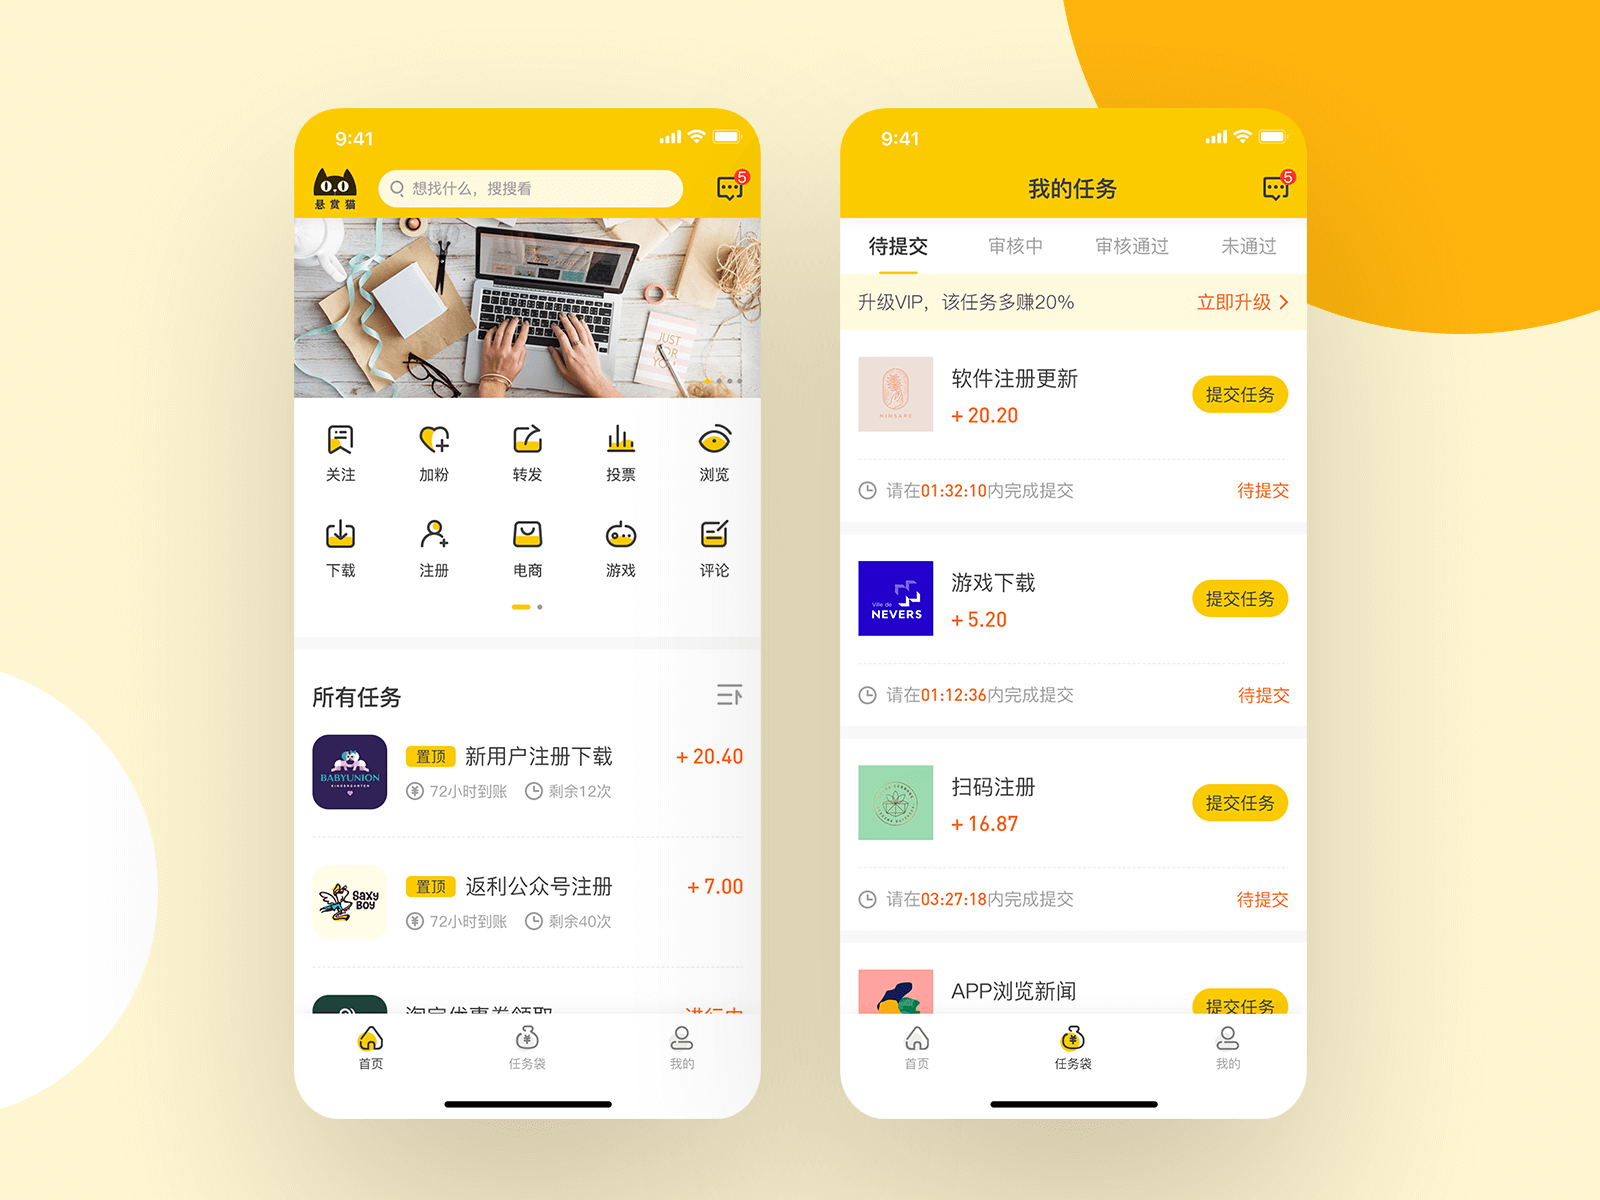 9:41
悬赏猫
想找什么，搜搜看
5
JUST
FOR
YOU
关注
加粉
转发
投票
浏览
下载
注册
电商
游戏
评论
所有任务
BABYUNION
KINDERGARTEN
置顶 新用户注册下载
+ 20.40
72小时到账 剩余12次
SAXY
BOY
置顶 返利公众号注册
+ 7.00
72小时到账 剩余40次
淘宝优惠券领取
进行中
首页
任务袋
我的
9:41
我的任务
5
待提交
审核中
审核通过
未通过
升级VIP，该任务多赚20%
立即升级
HINSARE
软件注册更新
+ 20.20
提交任务
请在01:32:10内完成提交
待提交
Ville de
NEVERS
游戏下载
+ 5.20
提交任务
请在01:12:36内完成提交
待提交
扫码注册
+ 16.87
提交任务
请在03:27:18内完成提交
待提交
APP浏览新闻
提交任务
首页
任务袋
我的